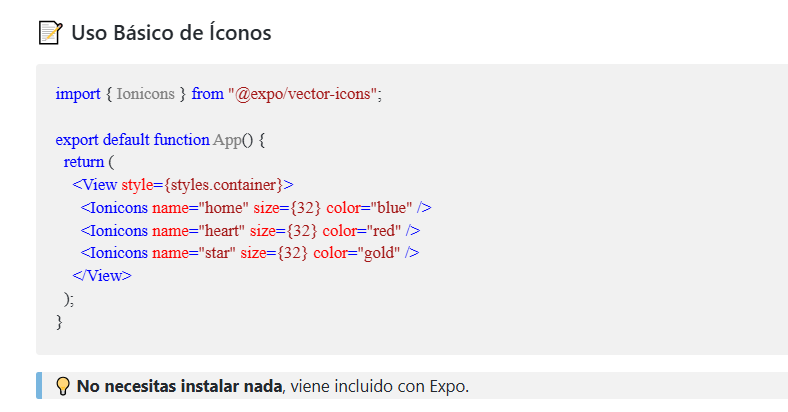 📝 Uso Básico de Íconos
import { Ionicons } from "@expo/vector-icons";
export default function App() {
return (
<View style={styles.container}>
<Ionicons name="home" size={32} color="blue" />
<Ionicons name="heart" size={32} color="red" />
<Ionicons name="star" size={32} color="gold" />
</View>
);
}
💡 No necesitas instalar nada, viene incluido con Expo.